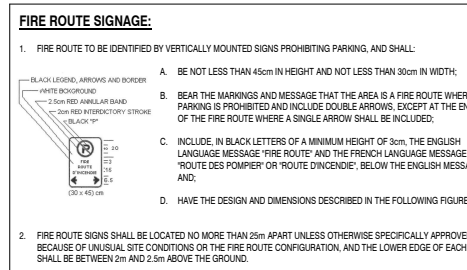 FIRE ROUTE SIGNAGE:
1. FIRE ROUTE TO BE IDENTIFIED BY VERTICALLY MOUNTED SIGNS PROHIBITING PARKING, AND SHALL:
BLACK LEGEND, ARROWS AND BORDER
WHITE BCKGROUND
2.5cm RED ANNULAR BAND
2cm RED INTERDICTORY STROKE
BLACK "P"
P
FIRE
ROUTE
D'INCENDIE
20
3
6.5
(30 x 45) cm
A. BE NOT LESS THAN 45cm IN HEIGHT AND NOT LESS THAN 30cm IN WIDTH;
B. BEAR THE MARKINGS AND MESSAGE THAT THE AREA IS A FIRE ROUTE WHER
PARKING IS PROHIBITED AND INCLUDE DOUBLE ARROWS, EXCEPT AT THE EN
OF THE FIRE ROUTE WHERE A SINGLE ARROW SHALL BE INCLUDED;
C. INCLUDE, IN BLACK LETTERS OF A MINIMUM HEIGHT OF 3cm, THE ENGLISH
LANGUAGE MESSAGE "FIRE ROUTE" AND THE FRENCH LANGUAGE MESSAGE
"ROUTE DES POMPIER" OR "ROUTE D'INCENDIE", BELOW THE ENGLISH MESSA
AND;
D. HAVE THE DESIGN AND DIMENSIONS DESCRIBED IN THE FOLLOWING FIGURE
2. FIRE ROUTE SIGNS SHALL BE LOCATED NO MORE THAN 25m APART UNLESS OTHERWISE SPECIFICALLY APPROVE
BECAUSE OF UNUSUAL SITE CONDITIONS OR THE FIRE ROUTE CONFIGURATION, AND THE LOWER EDGE OF EACH
SHALL BE BETWEEN 2m AND 2.5m ABOVE THE GROUND.